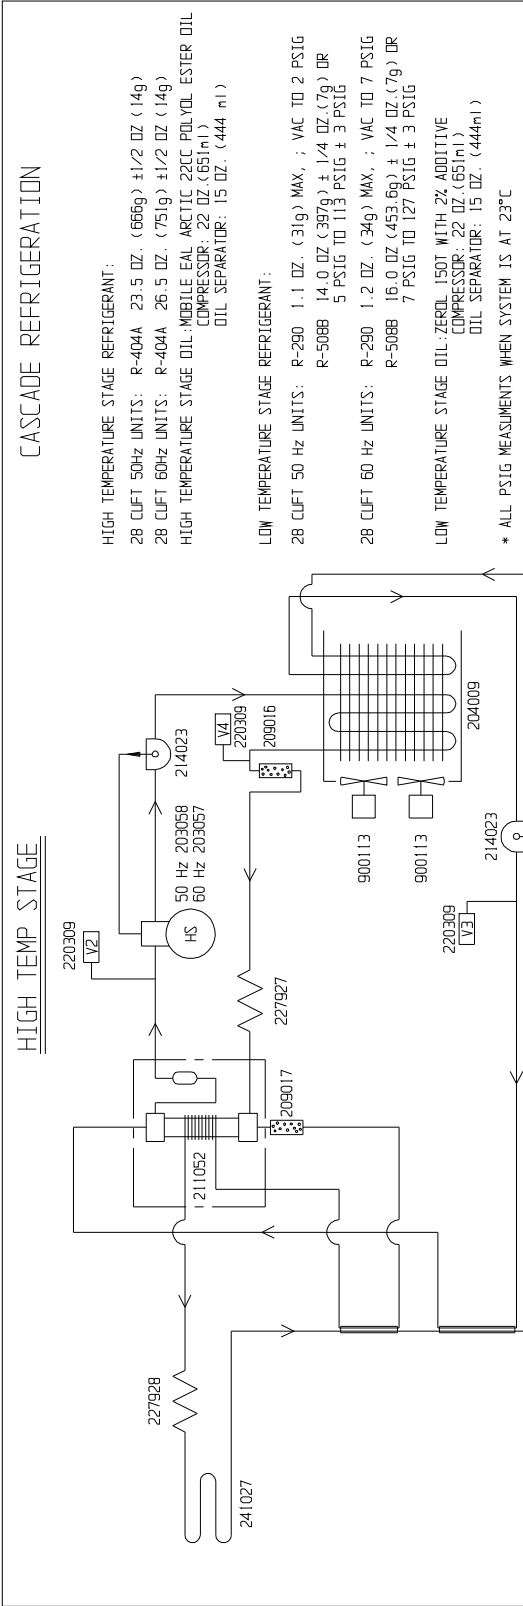 CASCADE REFRIGERATION
HIGH TEMPERATURE STAGE REFRIGERANT:
28 CUFT 50Hz UNITS: R-404A 23.5 OZ. (666g) ±1/2 OZ (14g)
28 CUFT 60Hz UNITS: R-404A 26.5 OZ. (751g) ±1/2 OZ (14g)
HIGH TEMPERATURE STAGE OIL:MOBILE EAL ARCTIC 22CC POLYOL ESTER OIL
COMPRESSOR: 22 OZ.(651ml)
OIL SEPARATOR: 15 OZ. (444 ml)
LOW TEMPERATURE STAGE REFRIGERANT:
28 CUFT 50 Hz UNITS: R-290 1.1 OZ. (31g) MAX, ; VAC TO 2 PSIG
R-508B 14.0 OZ (397g) ± 1/4 OZ.(7g) OR
5 PSIG TO 113 PSIG ± 3 PSIG
28 CUFT 60 Hz UNITS: R-290 1.2 OZ. (34g) MAX, ; VAC TO 7 PSIG
R-508B 16.0 OZ (453.6g) ± 1/4 OZ.(7g) OR
7 PSIG TO 127 PSIG ± 3 PSIG
LOW TEMPERATURE STAGE OIL:ZEROL 150T WITH 2% ADDITIVE
COMPRESSOR: 22 OZ.(651ml)
OIL SEPARATOR: 15 OZ. (444ml)
* ALL PSIG MEASUMENTS WHEN SYSTEM IS AT 23°C
HIGH TEMP STAGE
220309
V2
214023
50 Hz 203058
60 Hz 203057
HS
V4
220309
209016
204009
900113
900113
214023
220309
V3
227927
209017
211052
227928
241027